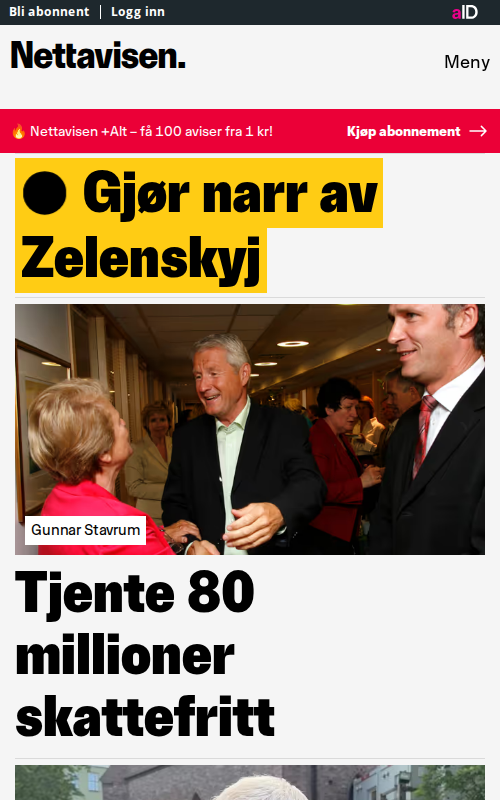 Bli abonnent | Logg inn
aID
Nettavisen.
Meny
🔥 Nettavisen +Alt – få 100 aviser fra 1 kr!
Kjøp abonnement →
● Gjør narr av
Zelenskyj
Gunnar Stavrum
Tjente 80
millioner
skattefritt